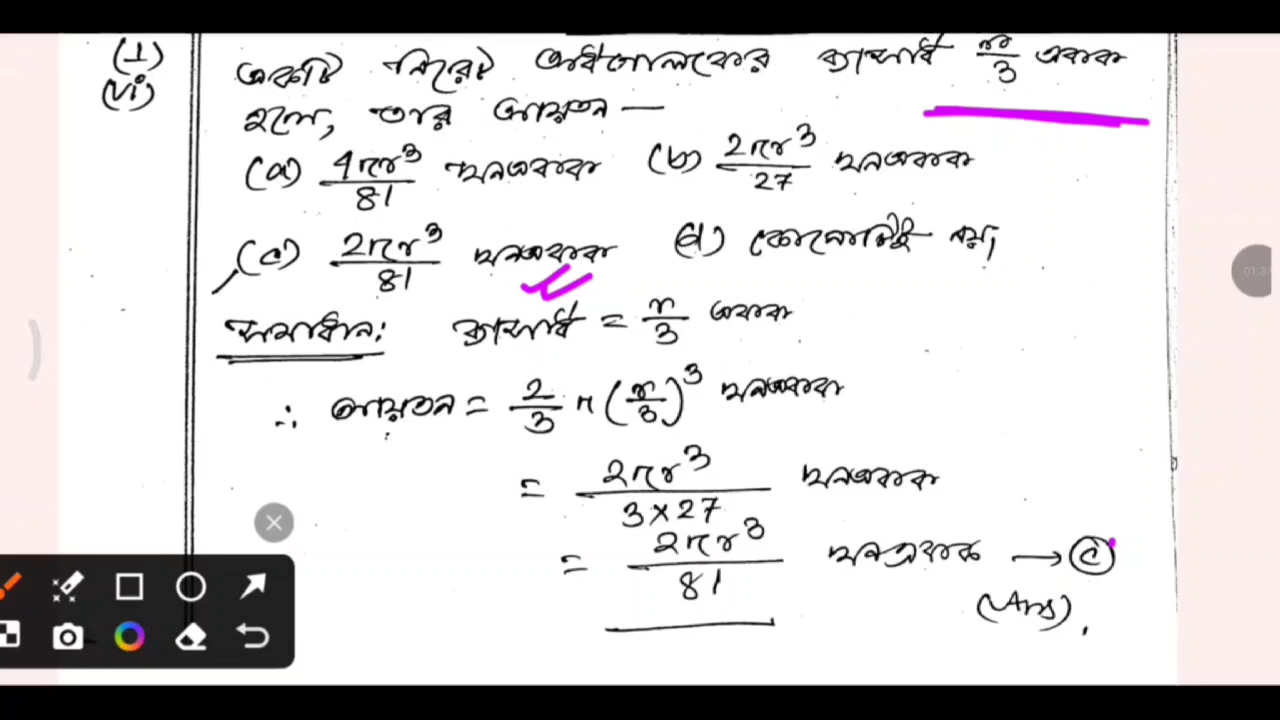 (1)
(vi)
একটি নিরেট অর্ধগোলকের ব্যাসার্ধ r/3 একক
হলে, তার আয়তন —
(a) 4πr³/81 ঘনএকক (b) 2πr³/27 ঘনএকক
(c) 2πr³/81 ঘনএকক (d) কোনোটিই নয়,
সমাধান: ব্যাসার্ধ = r/3 একক
∴ আয়তন = 2/3 π (r/3)³ ঘনএকক
= 2πr³/3×27 ঘনএকক
= 2πr³/81 ঘনএকক → ⓒ
(Ans).